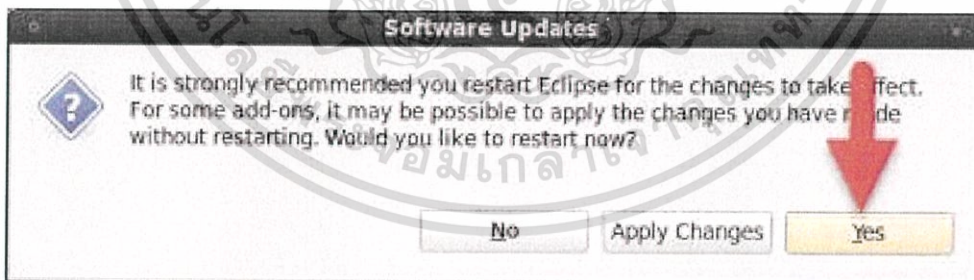 Software Updates
It is strongly recommended you restart Eclipse for the changes to take effect.
For some add-ons, it may be possible to apply the changes you have made
without restarting. Would you like to restart now?
No
Apply Changes
Yes